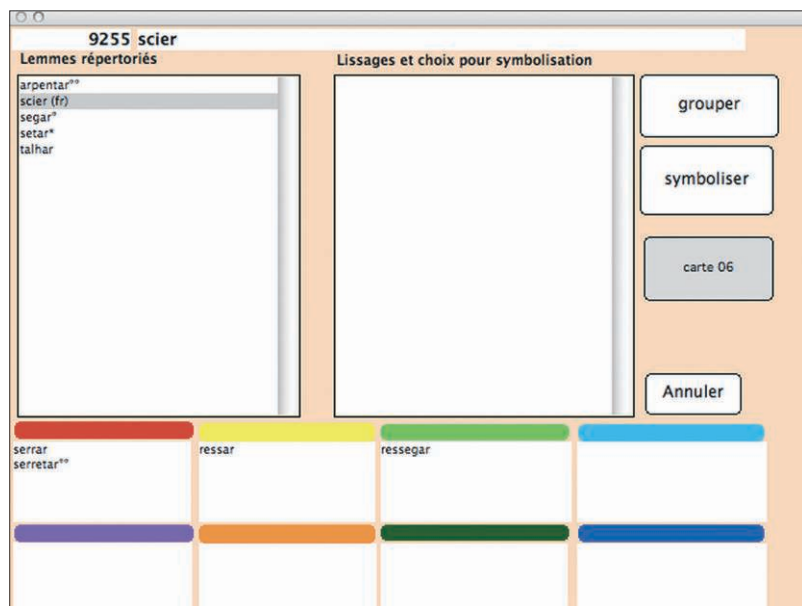 9255 scier
Lemmes répertoriés
Lissages et choix pour symbolisation
arpentar°°
scier (fr)
segar°
setar*
talhar
grouper
symboliser
carte 06
Annuler
serrar
serretar°°
ressar
ressegar